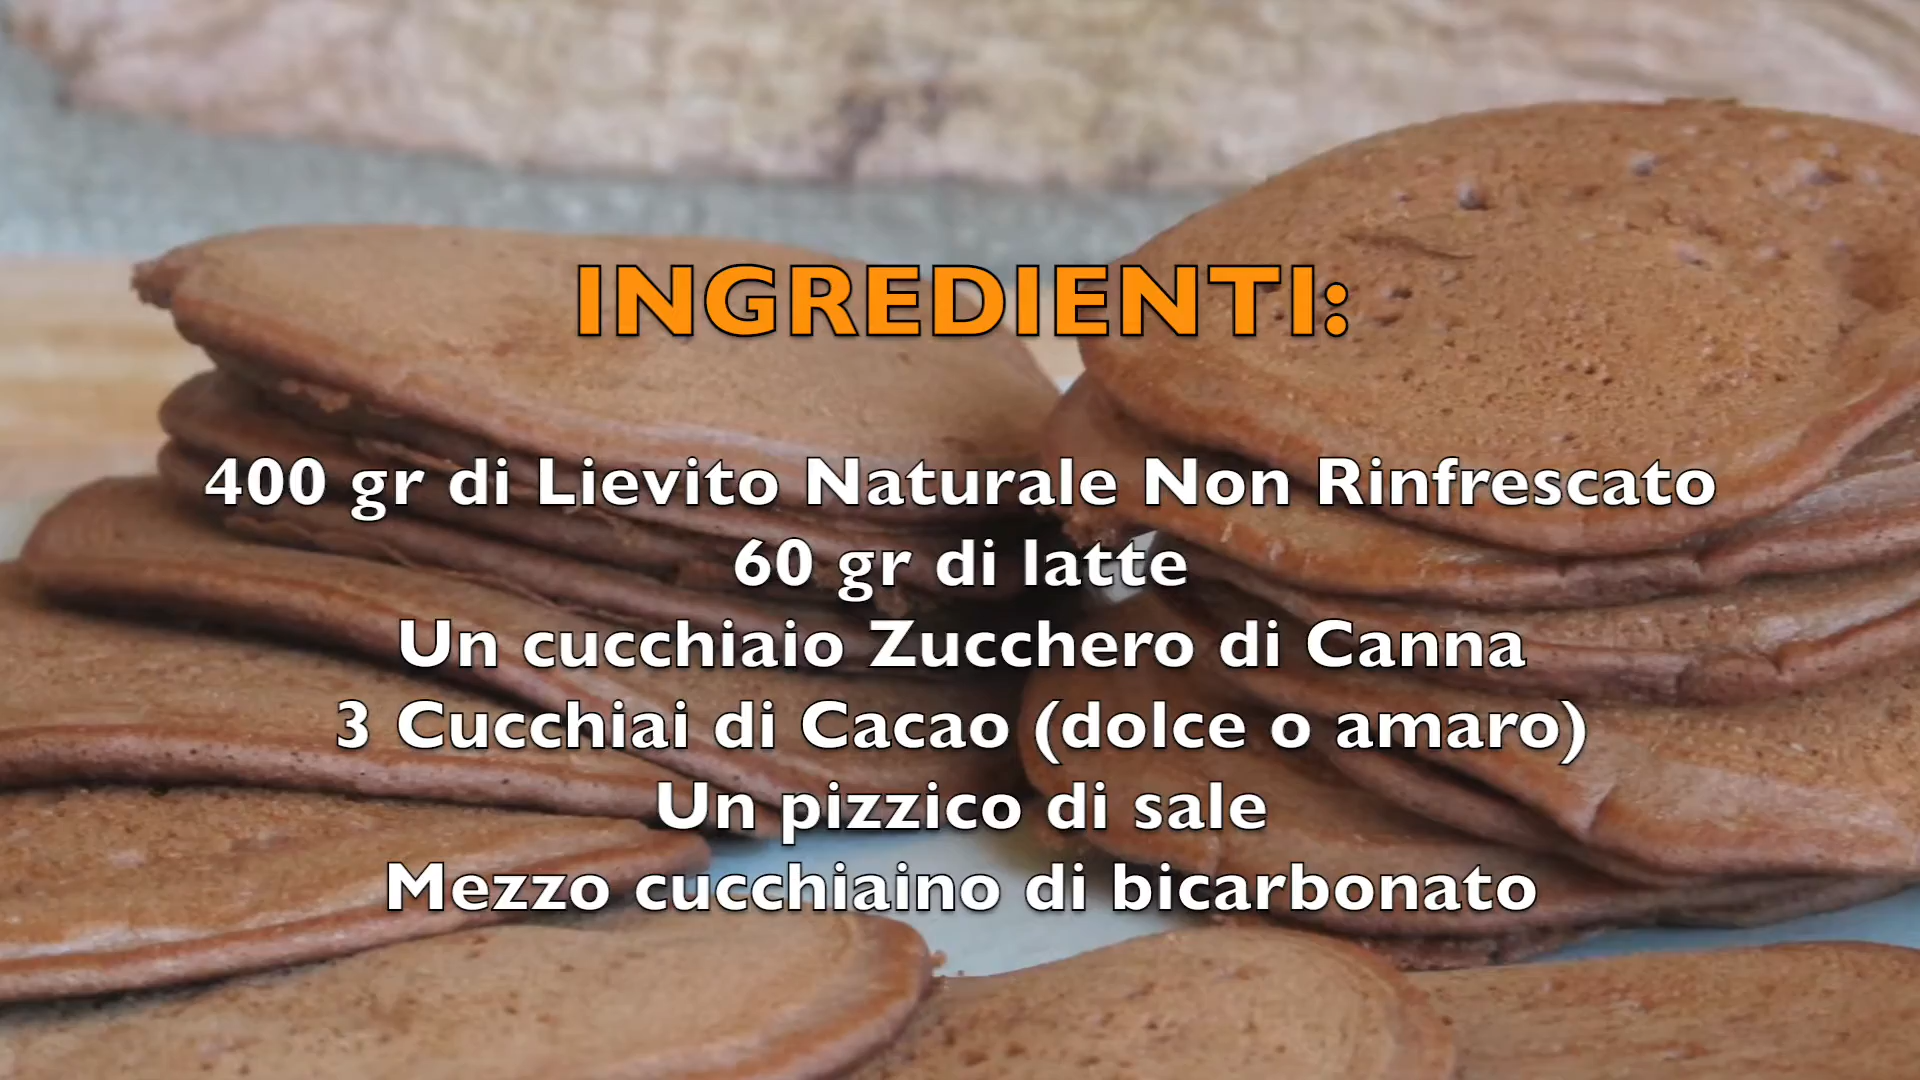 INGREDIENTI:
400 gr di Lievito Naturale Non Rinfrescato
60 gr di latte
Un cucchiaio Zucchero di Canna
3 Cucchiai di Cacao (dolce o amaro)
Un pizzico di sale
Mezzo cucchiaino di bicarbonato